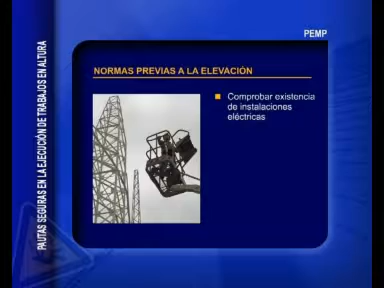 PEMP
PAUTAS SEGURAS EN LA EJECUCIÓN DE TRABAJOS EN ALTURA
NORMAS PREVIAS A LA ELEVACIÓN
Comprobar existencia
de instalaciones
eléctricas